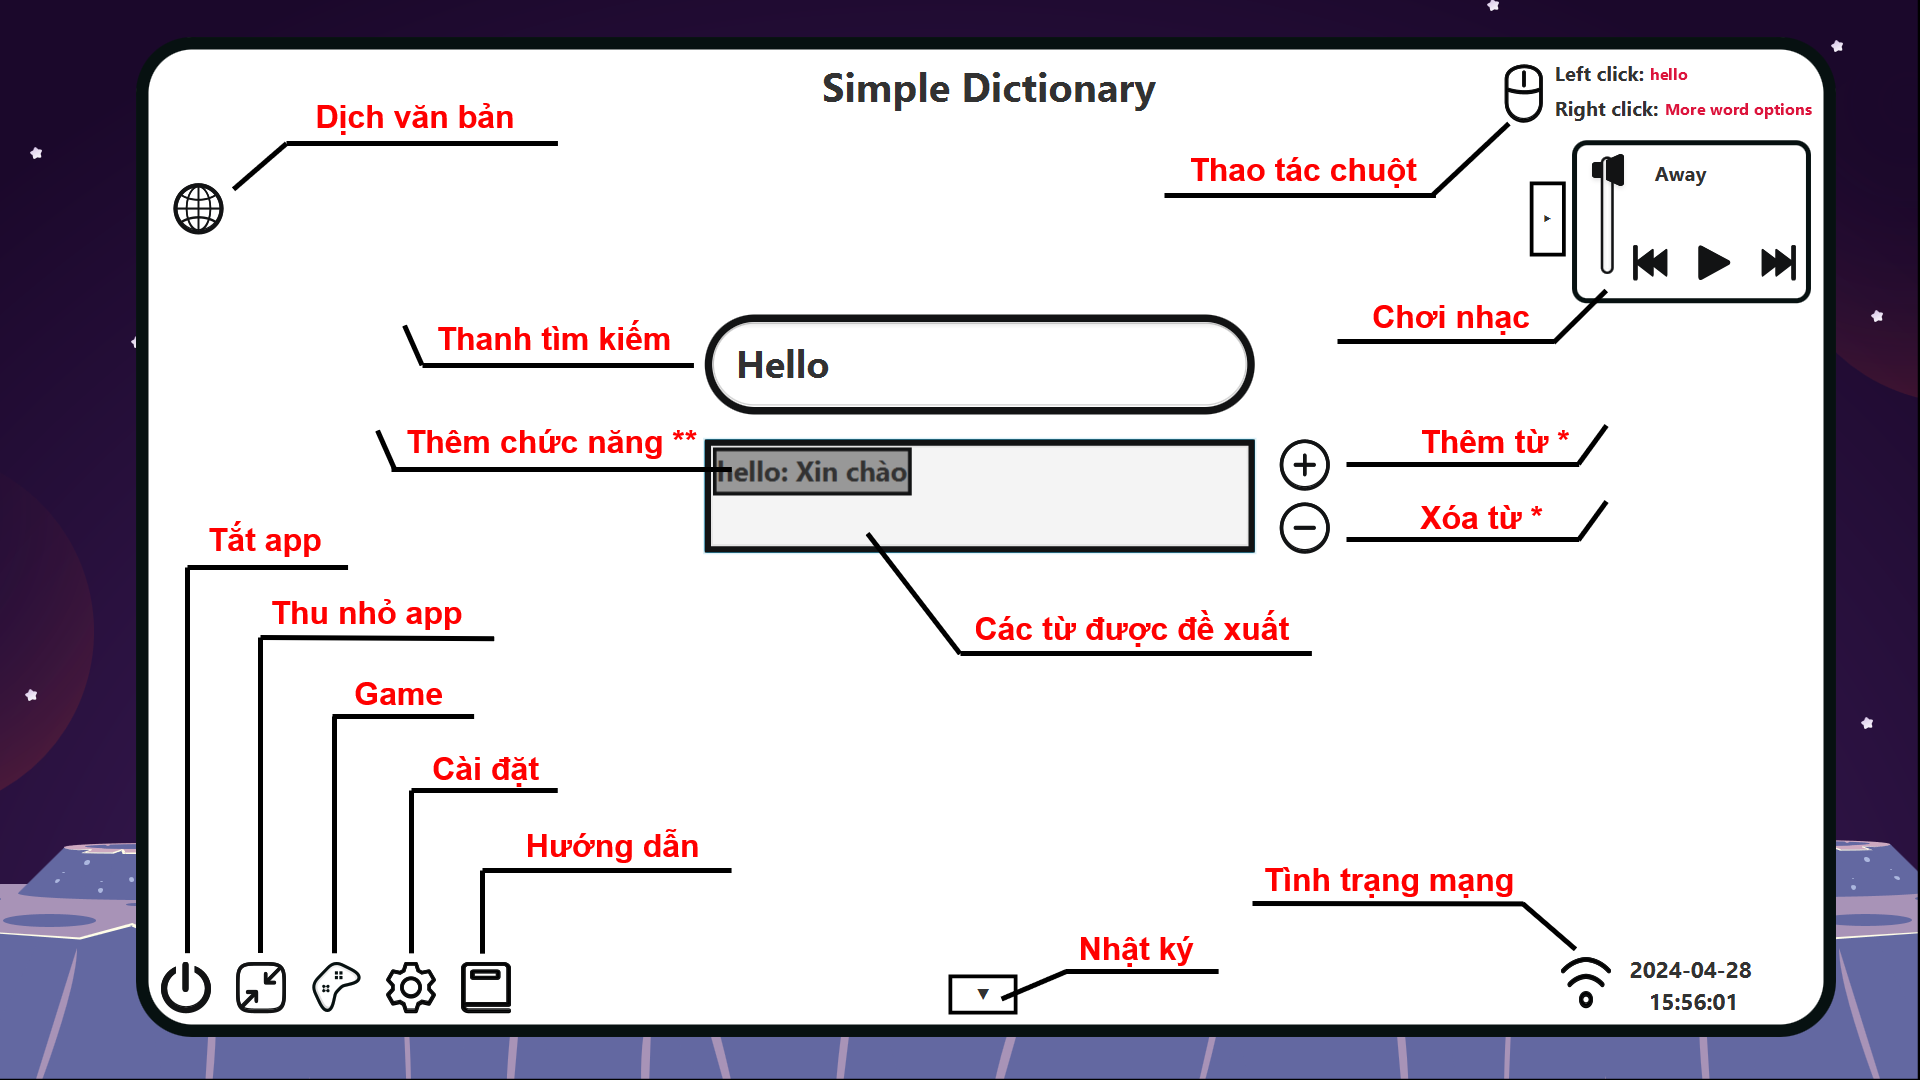 Simple Dictionary
Left click: hello
Right click: More word options
Dịch văn bản
Thao tác chuột
Away
Chơi nhạc
Thanh tìm kiếm
Hello
Thêm chức năng **
hello: Xin chào
Thêm từ *
Xóa từ *
Tắt app
Thu nhỏ app
Các từ được đề xuất
Game
Cài đặt
Hướng dẫn
Tình trạng mạng
Nhật ký
2024-04-28
15:56:01